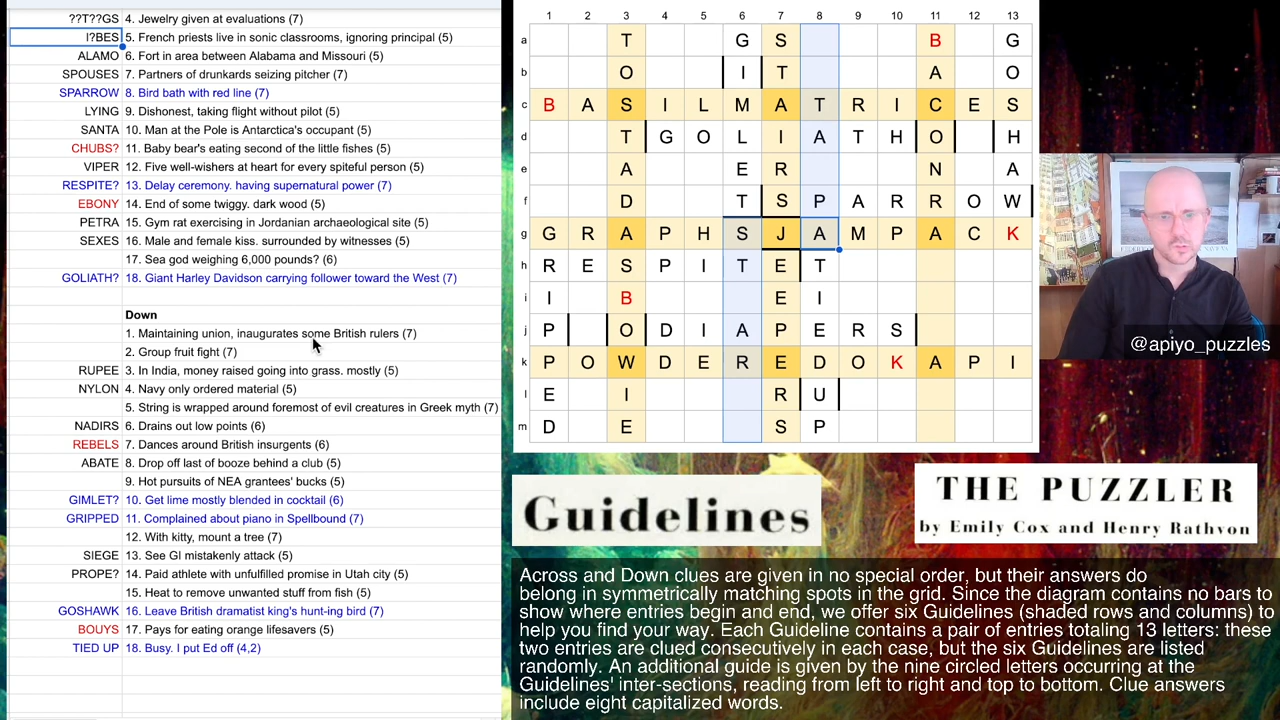 ??T??GS 4. Jewelry given at evaluations (7)
I?BES 5. French priests live in sonic classrooms, ignoring principal (5)
ALAMO 6. Fort in area between Alabama and Missouri (5)
SPOUSES 7. Partners of drunkards seizing pitcher (7)
SPARROW 8. Bird bath with red line (7)
LYING 9. Dishonest, taking flight without pilot (5)
SANTA 10. Man at the Pole is Antarctica's occupant (5)
CHUBS? 11. Baby bear's eating second of the little fishes (5)
VIPER 12. Five well-wishers at heart for every spiteful person (5)
RESPITE? 13. Delay ceremony. having supernatural power (7)
EBONY 14. End of some twiggy. dark wood (5)
PETRA 15. Gym rat exercising in Jordanian archaeological site (5)
SEXES 16. Male and female kiss. surrounded by witnesses (5)
17. Sea god weighing 6,000 pounds? (6)
GOLIATH? 18. Giant Harley Davidson carrying follower toward the West (7)
Down
1. Maintaining union, inaugurates some British rulers (7)
2. Group fruit fight (7)
RUPEE 3. In India, money raised going into grass. mostly (5)
NYLON 4. Navy only ordered material (5)
5. String is wrapped around foremost of evil creatures in Greek myth (7)
NADIRS 6. Drains out low points (6)
REBELS 7. Dances around British insurgents (6)
ABATE 8. Drop off last of booze behind a club (5)
9. Hot pursuits of NEA grantees' bucks (5)
GIMLET? 10. Get lime mostly blended in cocktail (6)
GRIPPED 11. Complained about piano in Spellbound (7)
12. With kitty, mount a tree (7)
SIEGE 13. See GI mistakenly attack (5)
PROPE? 14. Paid athlete with unfulfilled promise in Utah city (5)
15. Heat to remove unwanted stuff from fish (5)
GOSHAWK 16. Leave British dramatist king's hunt-ing bird (7)
BOUYS 17. Pays for eating orange lifesavers (5)
TIED UP 18. Busy. I put Ed off (4,2)
1 2 3 4 5 6 7 8 9 10 11 12 13
a T G S B G
b O I T A O
c B A S I L M A T R I C E S
d T G O L I A T H O H
e A E R N A
f D T S P A R R O W
g G R A P H S J A M P A C K
h R E S P I T E T
i I B E I
j P O D I A P E R S
k P O W D E R E D O K A P I
l E I R U
m D E S P
@apiyo_puzzles
Guidelines
THE PUZZLER
by Emily Cox and Henry Rathvon
Across and Down clues are given in no special order, but their answers do
belong in symmetrically matching spots in the grid. Since the diagram contains no bars to
show where entries begin and end, we offer six Guidelines (shaded rows and columns) to
help you find your way. Each Guideline contains a pair of entries totaling 13 letters: these
two entries are clued consecutively in each case, but the six Guidelines are listed
randomly. An additional guide is given by the nine circled letters occurring at the
Guidelines' inter-sections, reading from left to right and top to bottom. Clue answers
include eight capitalized words.